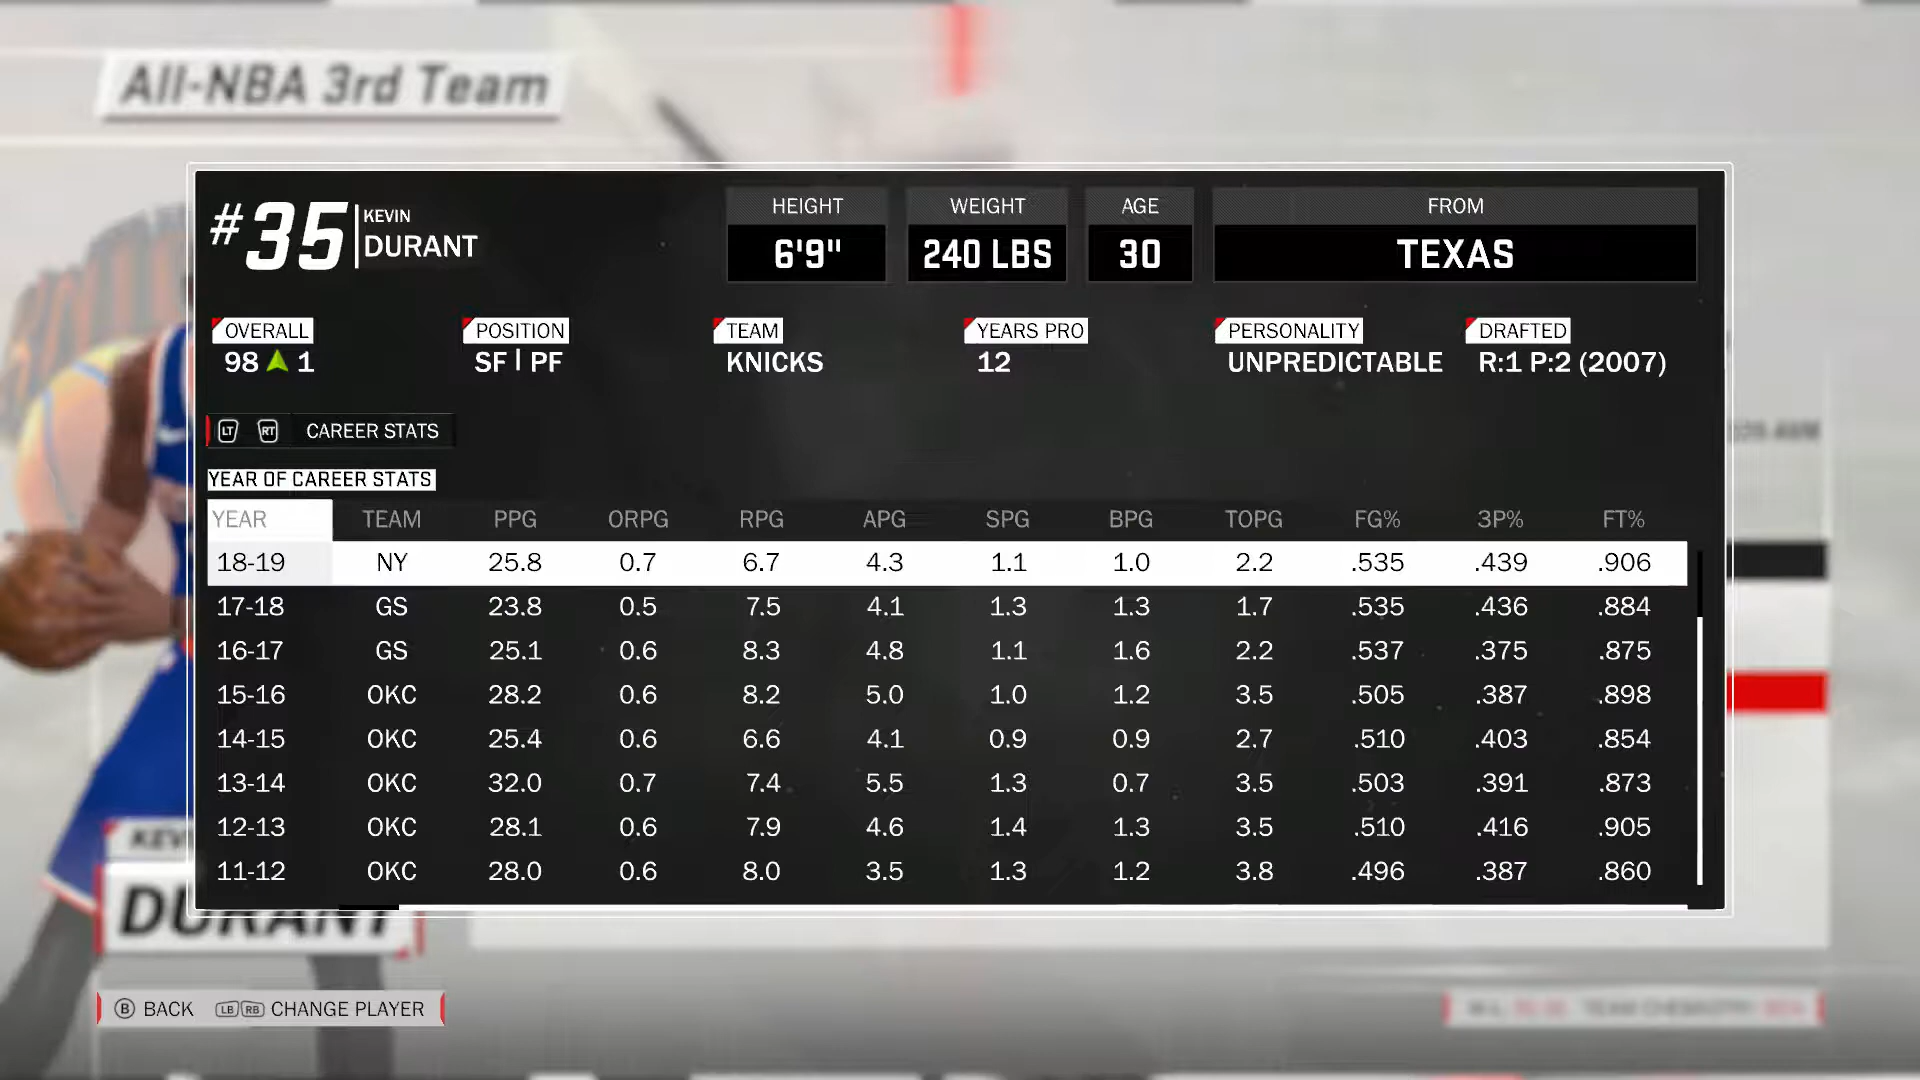 All-NBA 3rd Team
#35 KEVIN DURANT
HEIGHT WEIGHT AGE FROM
6'9" 240 LBS 30 TEXAS
OVERALL POSITION TEAM YEARS PRO PERSONALITY DRAFTED
98 1 SF | PF KNICKS 12 UNPREDICTABLE R:1 P:2 (2007)
LT RT CAREER STATS
YEAR OF CAREER STATS
YEAR TEAM PPG ORPG RPG APG SPG BPG TOPG FG% 3P% FT%
18-19 NY 25.8 0.7 6.7 4.3 1.1 1.0 2.2 .535 .439 .906
17-18 GS 23.8 0.5 7.5 4.1 1.3 1.3 1.7 .535 .436 .884
16-17 GS 25.1 0.6 8.3 4.8 1.1 1.6 2.2 .537 .375 .875
15-16 OKC 28.2 0.6 8.2 5.0 1.0 1.2 3.5 .505 .387 .898
14-15 OKC 25.4 0.6 6.6 4.1 0.9 0.9 2.7 .510 .403 .854
13-14 OKC 32.0 0.7 7.4 5.5 1.3 0.7 3.5 .503 .391 .873
12-13 OKC 28.1 0.6 7.9 4.6 1.4 1.3 3.5 .510 .416 .905
11-12 OKC 28.0 0.6 8.0 3.5 1.3 1.2 3.8 .496 .387 .860
DURANT
B BACK LB RB CHANGE PLAYER
TEAM CHEMISTRY